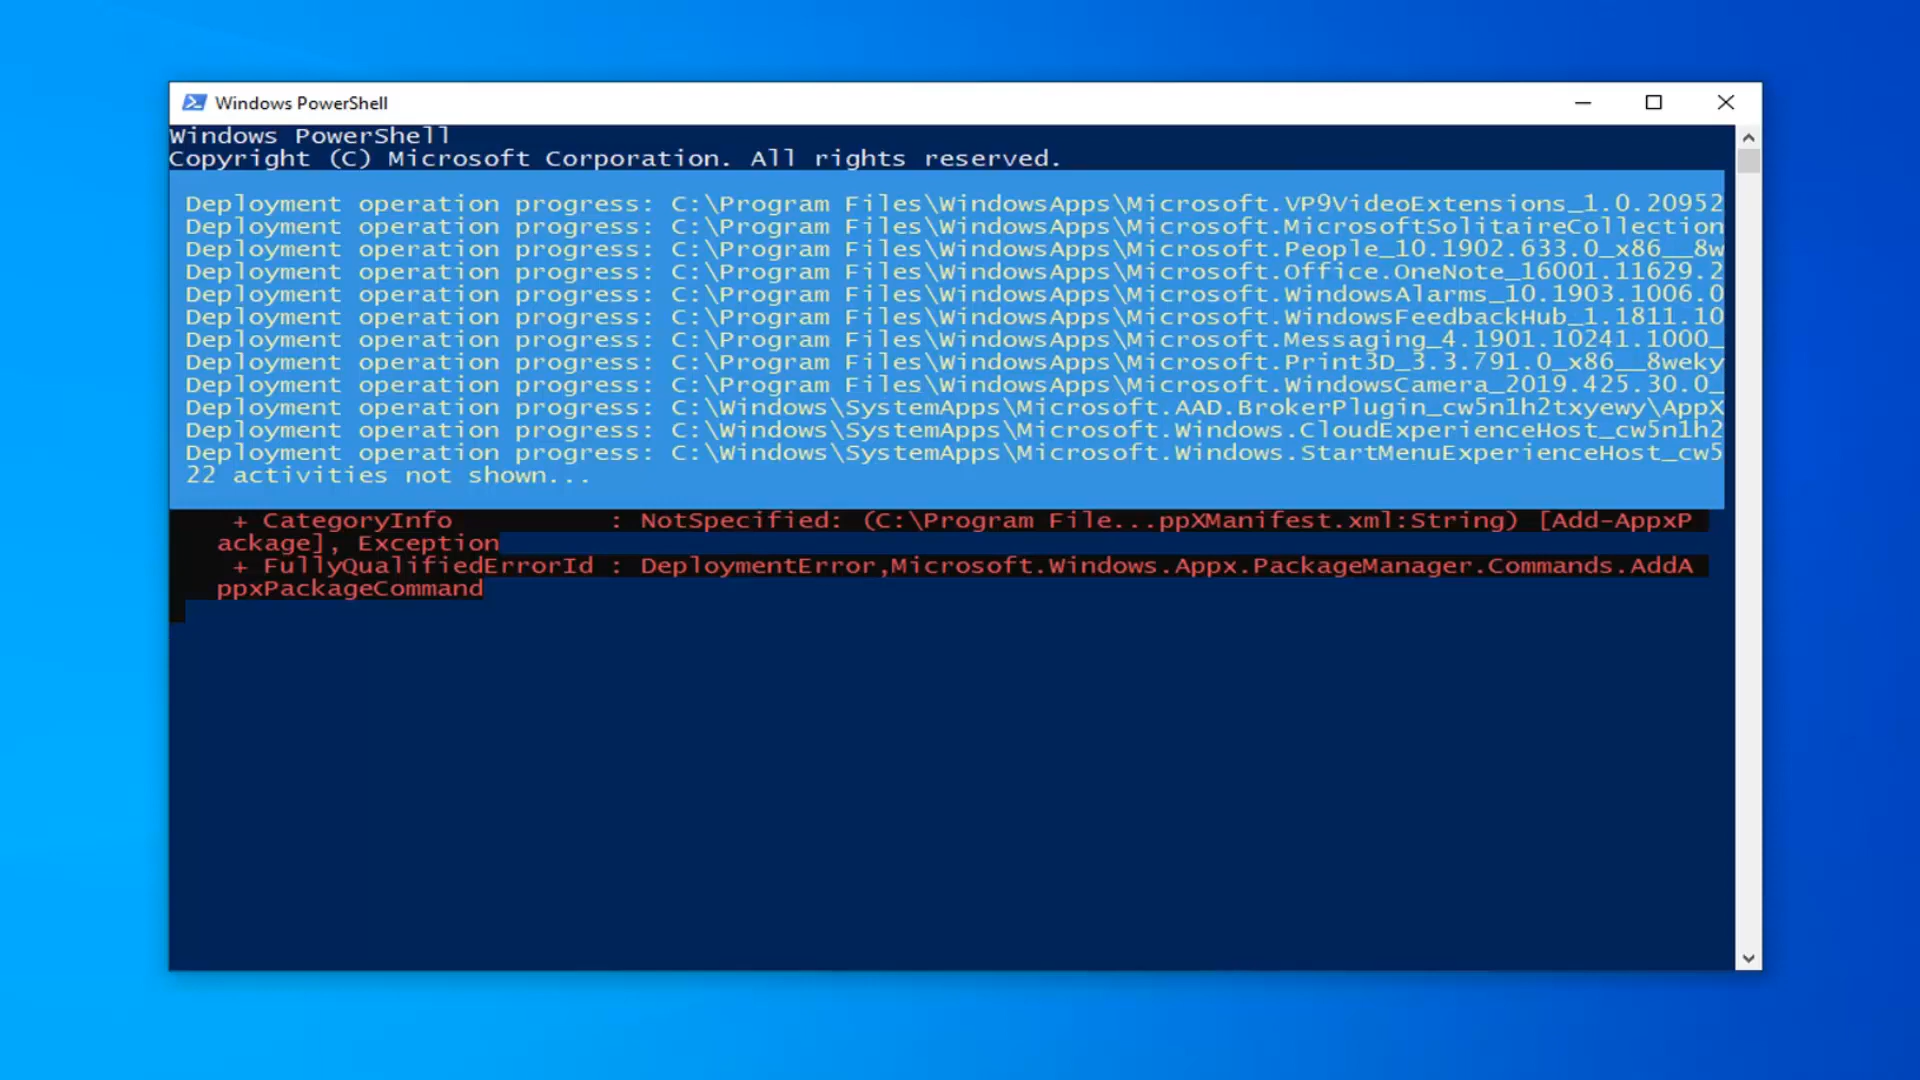 Windows PowerShell
Windows PowerShell
Copyright (C) Microsoft Corporation. All rights reserved.
Deployment operation progress: C:\Program Files\WindowsApps\Microsoft.VP9VideoExtensions_1.0.20952
Deployment operation progress: C:\Program Files\WindowsApps\Microsoft.MicrosoftSolitaireCollection
Deployment operation progress: C:\Program Files\WindowsApps\Microsoft.People_10.1902.633.0_x86__8w
Deployment operation progress: C:\Program Files\WindowsApps\Microsoft.Office.OneNote_16001.11629.2
Deployment operation progress: C:\Program Files\WindowsApps\Microsoft.WindowsAlarms_10.1903.1006.0
Deployment operation progress: C:\Program Files\WindowsApps\Microsoft.WindowsFeedbackHub_1.1811.10
Deployment operation progress: C:\Program Files\WindowsApps\Microsoft.Messaging_4.1901.10241.1000_
Deployment operation progress: C:\Program Files\WindowsApps\Microsoft.Print3D_3.3.791.0_x86__8weky
Deployment operation progress: C:\Program Files\WindowsApps\Microsoft.WindowsCamera_2019.425.30.0_
Deployment operation progress: C:\Windows\SystemApps\Microsoft.AAD.BrokerPlugin_cw5n1h2txyewy\AppX
Deployment operation progress: C:\Windows\SystemApps\Microsoft.Windows.CloudExperienceHost_cw5n1h2
Deployment operation progress: C:\Windows\SystemApps\Microsoft.Windows.StartMenuExperienceHost_cw5
22 activities not shown...
+ CategoryInfo : NotSpecified: (C:\Program File...ppXManifest.xml:String) [Add-AppxP
ackage], Exception
+ FullyQualifiedErrorId : DeploymentError,Microsoft.Windows.Appx.PackageManager.Commands.AddA
ppxPackageCommand